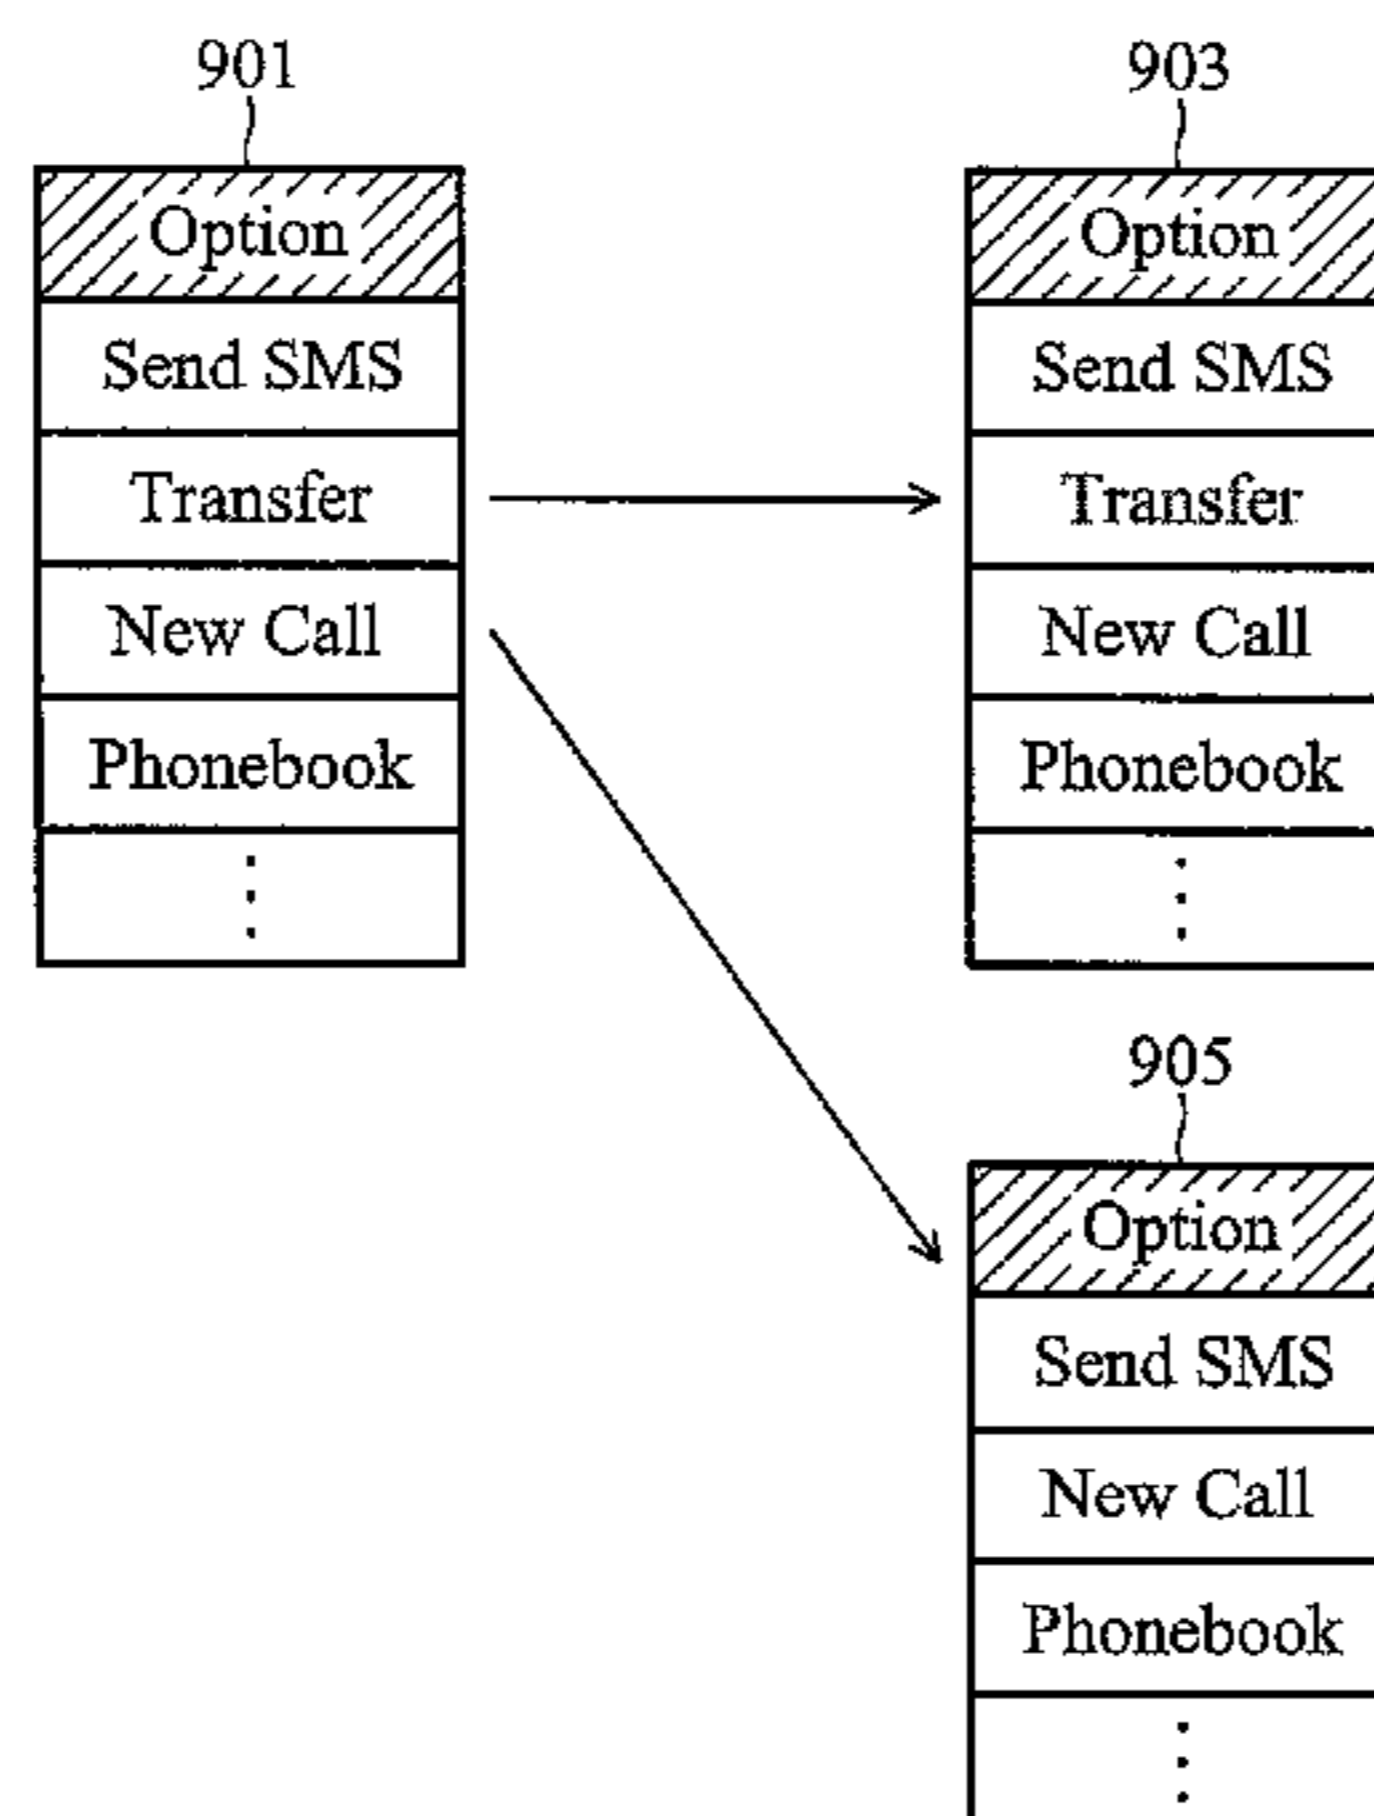 901
Option
Send SMS
Transfer
New Call
Phonebook
903
Option
Send SMS
Transfer
New Call
Phonebook
905
Option
Send SMS
New Call
Phonebook